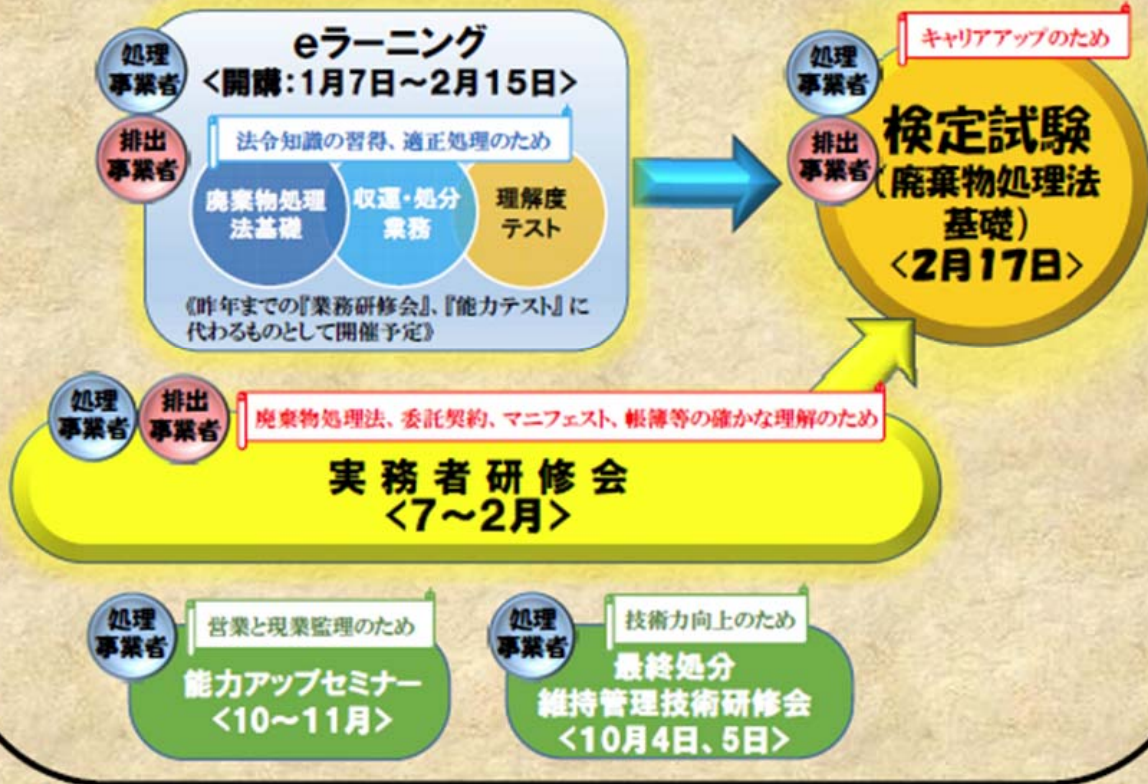 処理
事業者
排出
事業者
eラーニング
<開講:1月7日~2月15日>
法令知識の習得、適正処理のため
廃棄物処理
法基礎
収運・処分
業務
理解度
テスト
《昨年までの『業務研修会』、『能力テスト』に
代わるものとして開催予定》
処理
事業者
排出
事業者
キャリアアップのため
検定試験
(廃棄物処理法
基礎)
<2月17日>
処理
事業者
排出
事業者
廃棄物処理法、委託契約、マニフェスト、帳簿等の確かな理解のため
実務者研修会
<7~2月>
処理
事業者
営業と現業監理のため
能力アップセミナー
<10~11月>
処理
事業者
技術力向上のため
最終処分
維持管理技術研修会
<10月4日、5日>